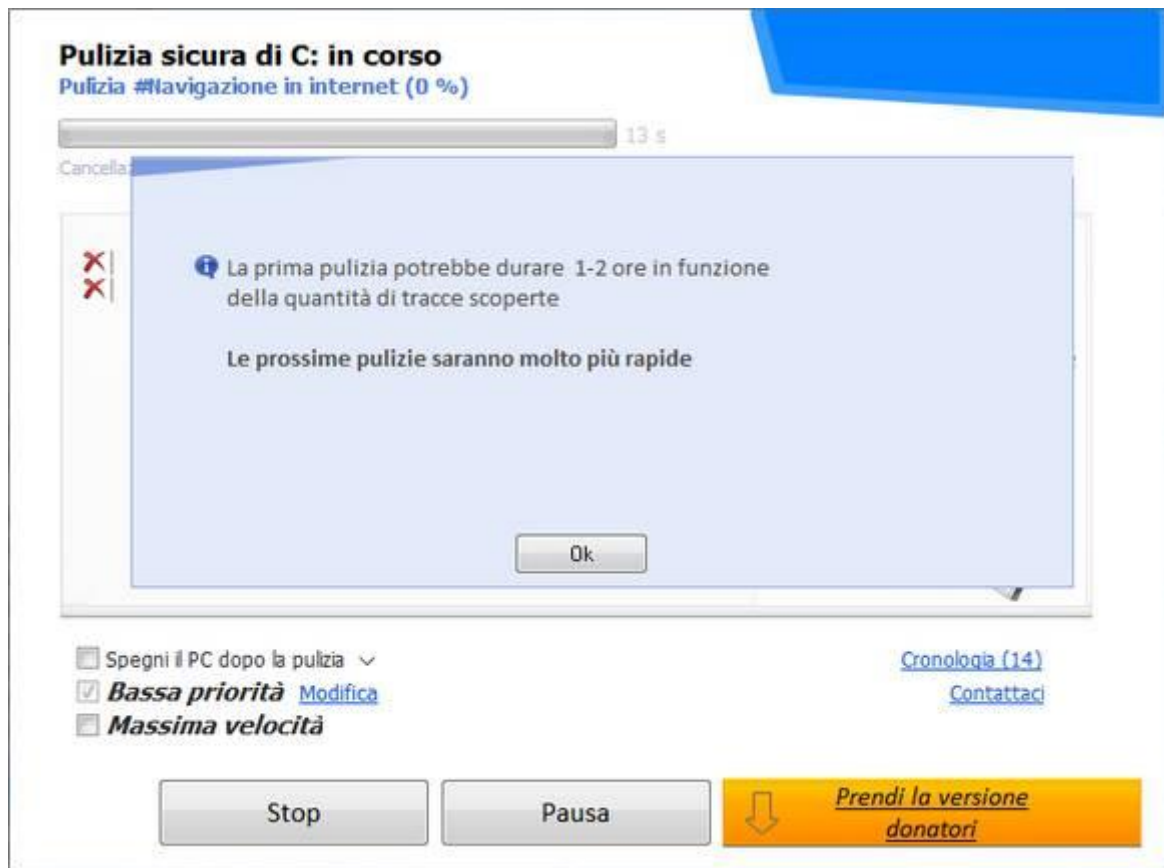 Pulizia sicura di C: in corso
Pulizia #Navigazione in internet (0 %)
13 s
La prima pulizia potrebbe durare 1-2 ore in funzione
della quantità di tracce scoperte
Le prossime pulizie saranno molto più rapide
Ok
Spegni il PC dopo la pulizia
Cronologia (14)
Bassa priorità Modifica
Contattaci
Massima velocità
Stop
Pausa
Prendi la versione
donatori